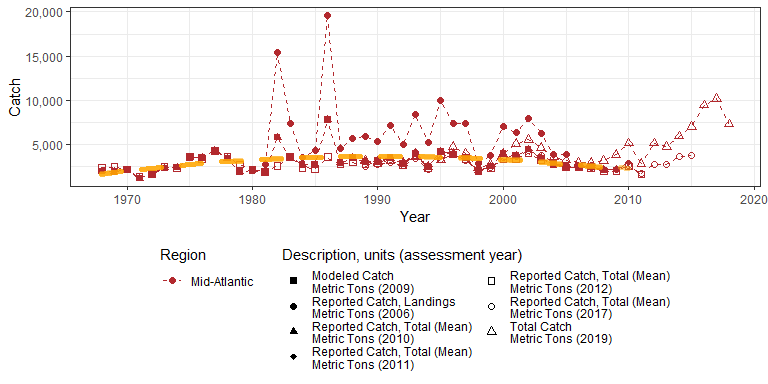 20,000
15,000
10,000
5,000
Catch
1970
1980
1990
2000
2010
2020
Year
Region
Mid-Atlantic
Description, units (assessment year)
Modeled Catch
Metric Tons (2009)
Reported Catch, Landings
Metric Tons (2006)
Reported Catch, Total (Mean)
Metric Tons (2010)
Reported Catch, Total (Mean)
Metric Tons (2011)
Reported Catch, Total (Mean)
Metric Tons (2012)
Reported Catch, Total (Mean)
Metric Tons (2017)
Total Catch
Metric Tons (2019)